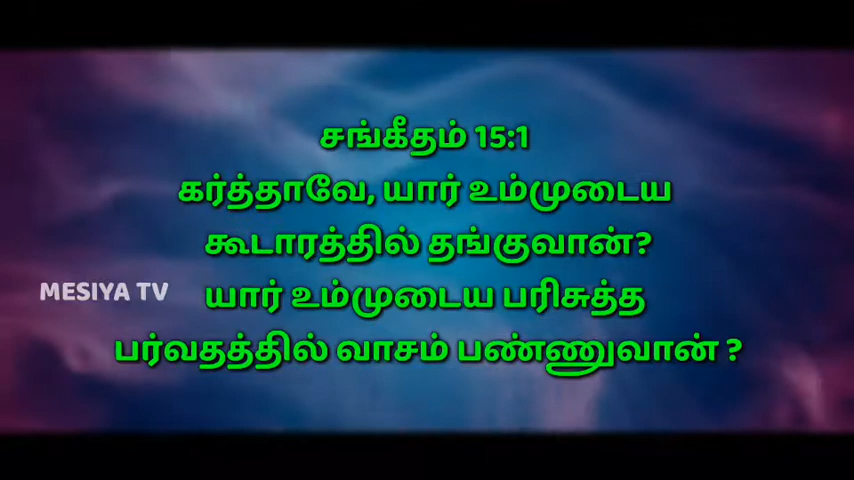 சங்கீதம் 15:1
கர்த்தாவே, யார் உம்முடைய
கூடாரத்தில் தங்குவான்?
MESIYA TV
யார் உம்முடைய பரிசுத்த
பர்வதத்தில் வாசம் பண்ணுவான் ?